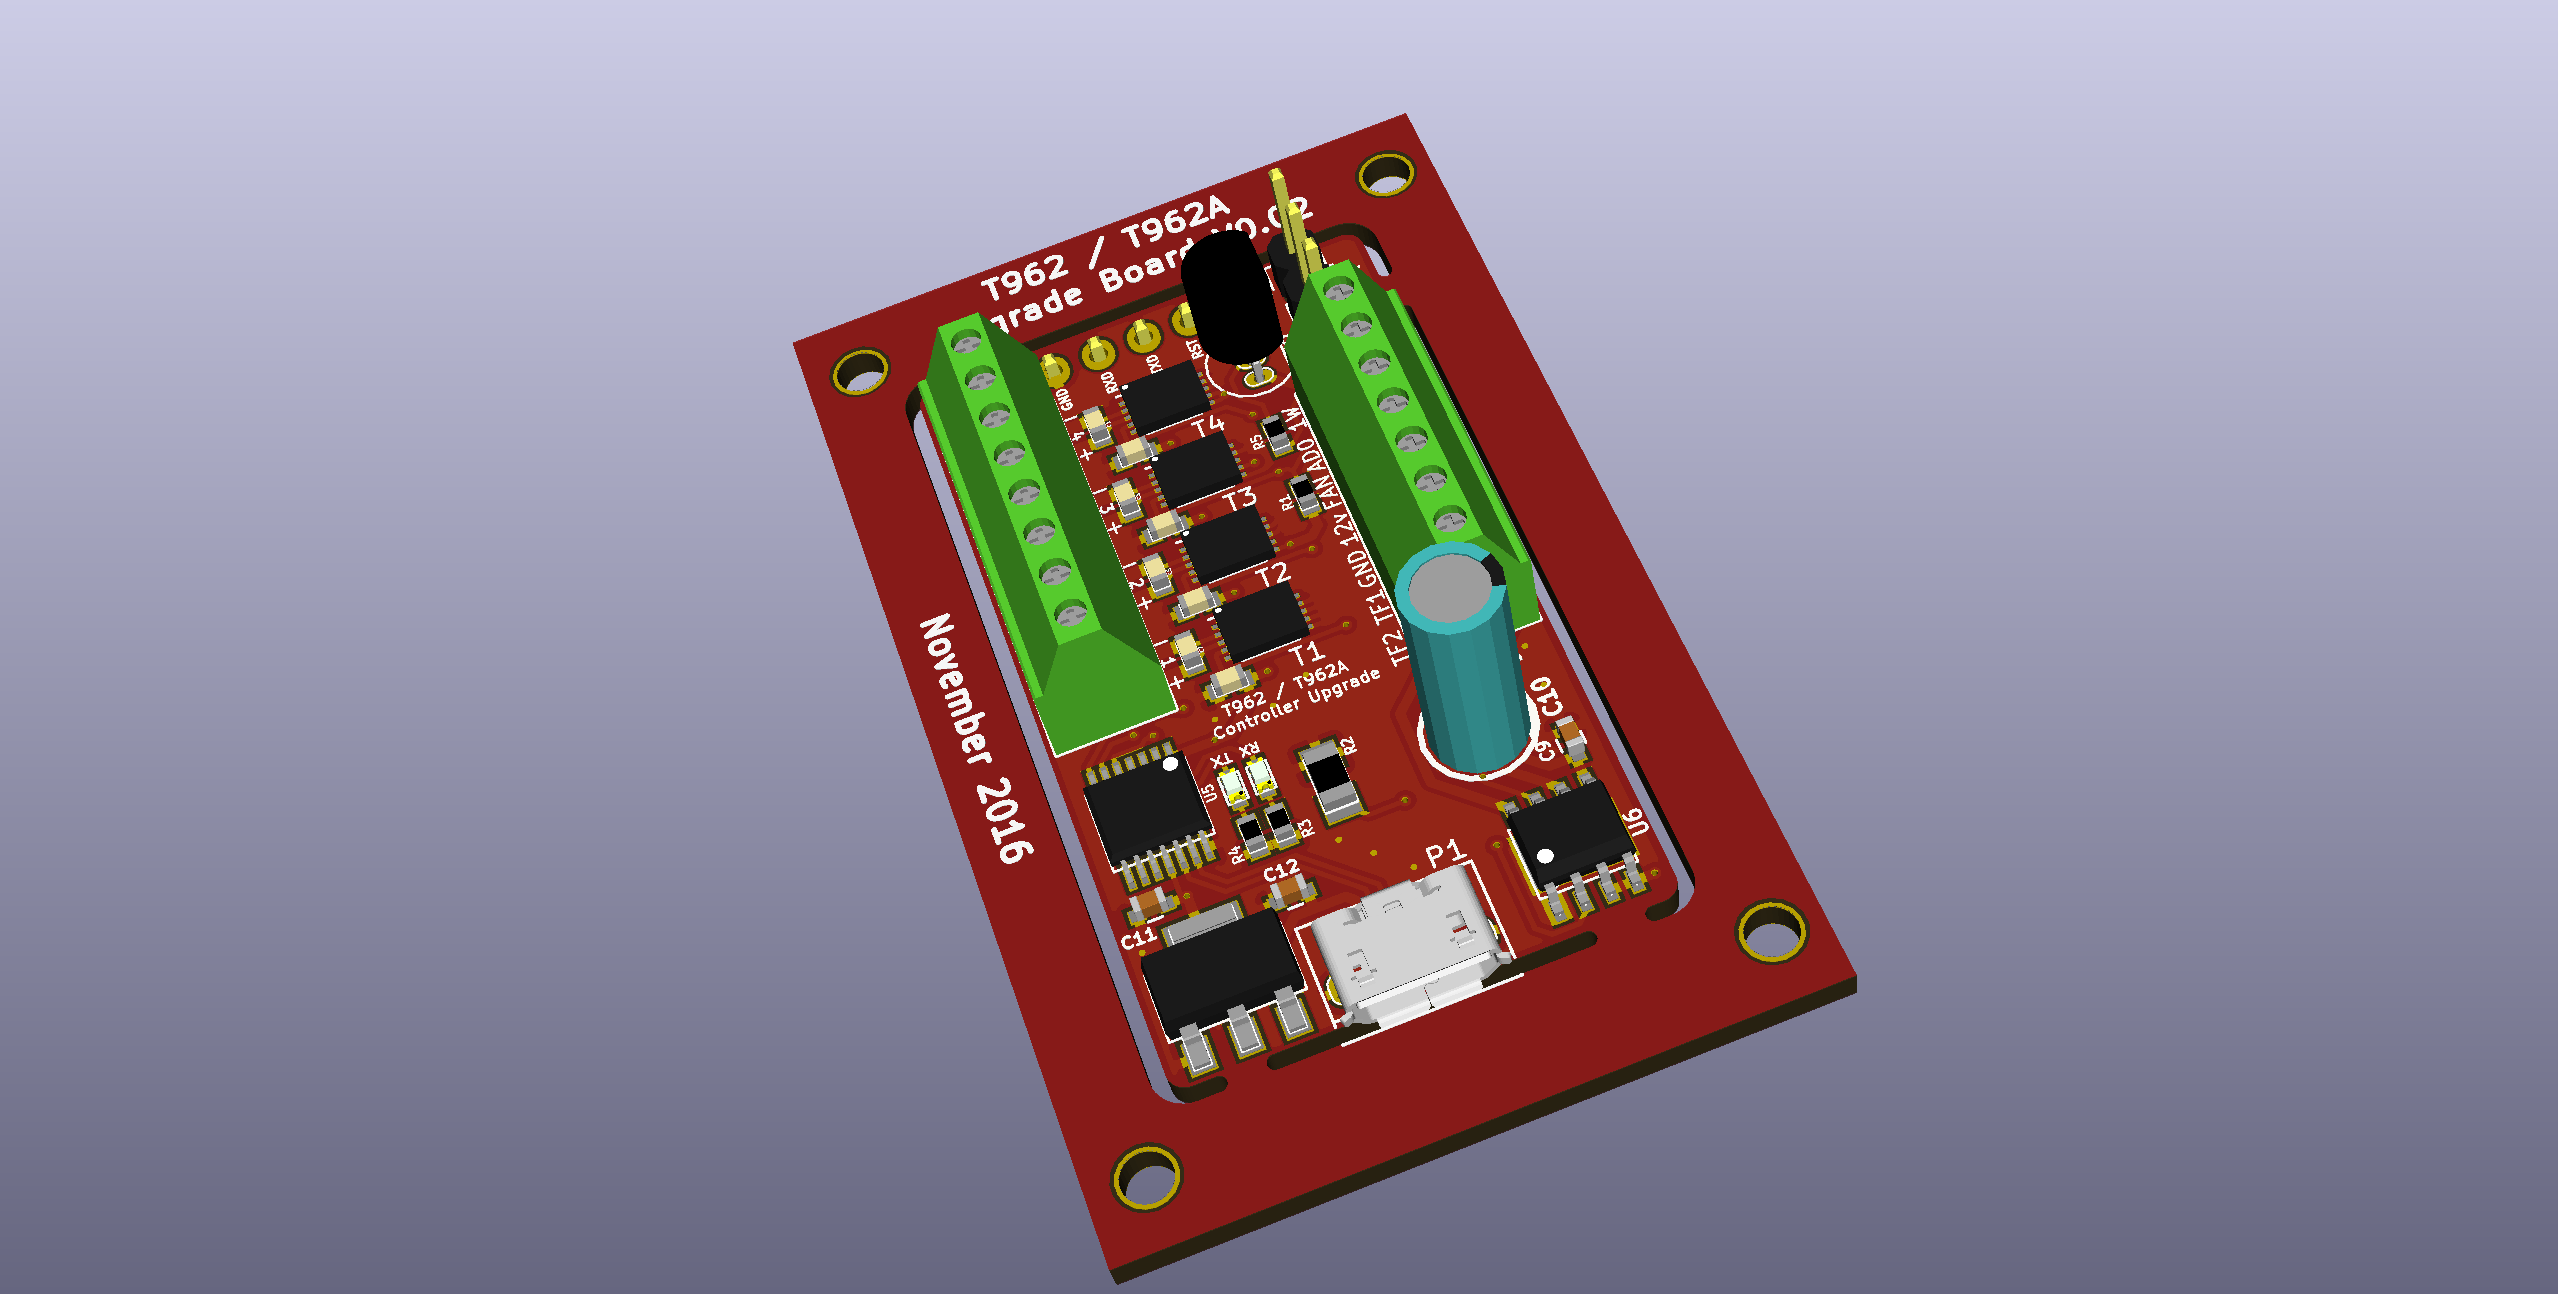 T962 / T962A
grade Board V0.02
GND
RXD
TXD
RST
4
+
3
+
2
+
1
+
T4
T3
T2
T1
R5
R1
TF2 TF1 GND 12v FAN AD0 1W
T962 / T962A
Controller Upgrade
November 2016
TX
RX
U5
R2
R4
R3
C10
C9
U6
C12
C11
P1